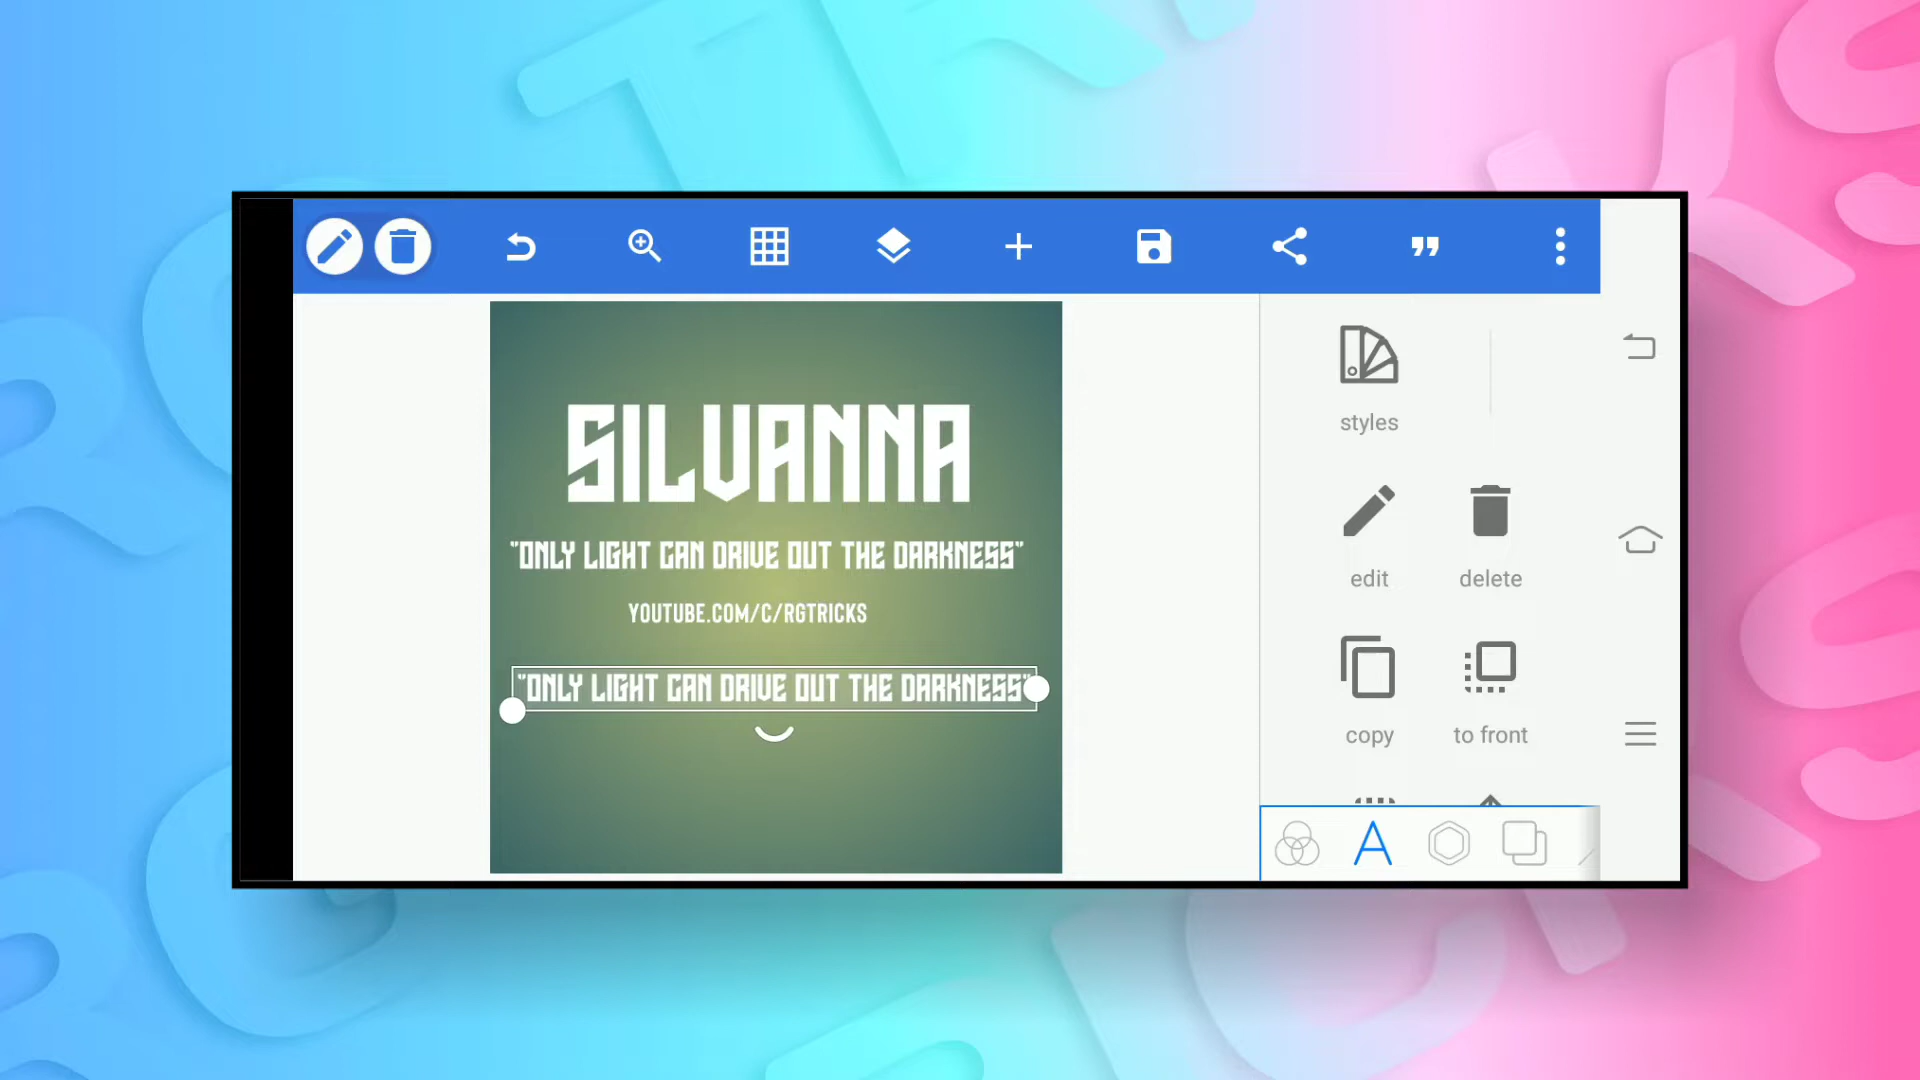 SILVANNA
"ONLY LIGHT CAN DRIVE OUT THE DARKNESS"
YOUTUBE.COM/C/RGTRICKS
"ONLY LIGHT CAN DRIVE OUT THE DARKNESS"
styles
edit
delete
copy
to front